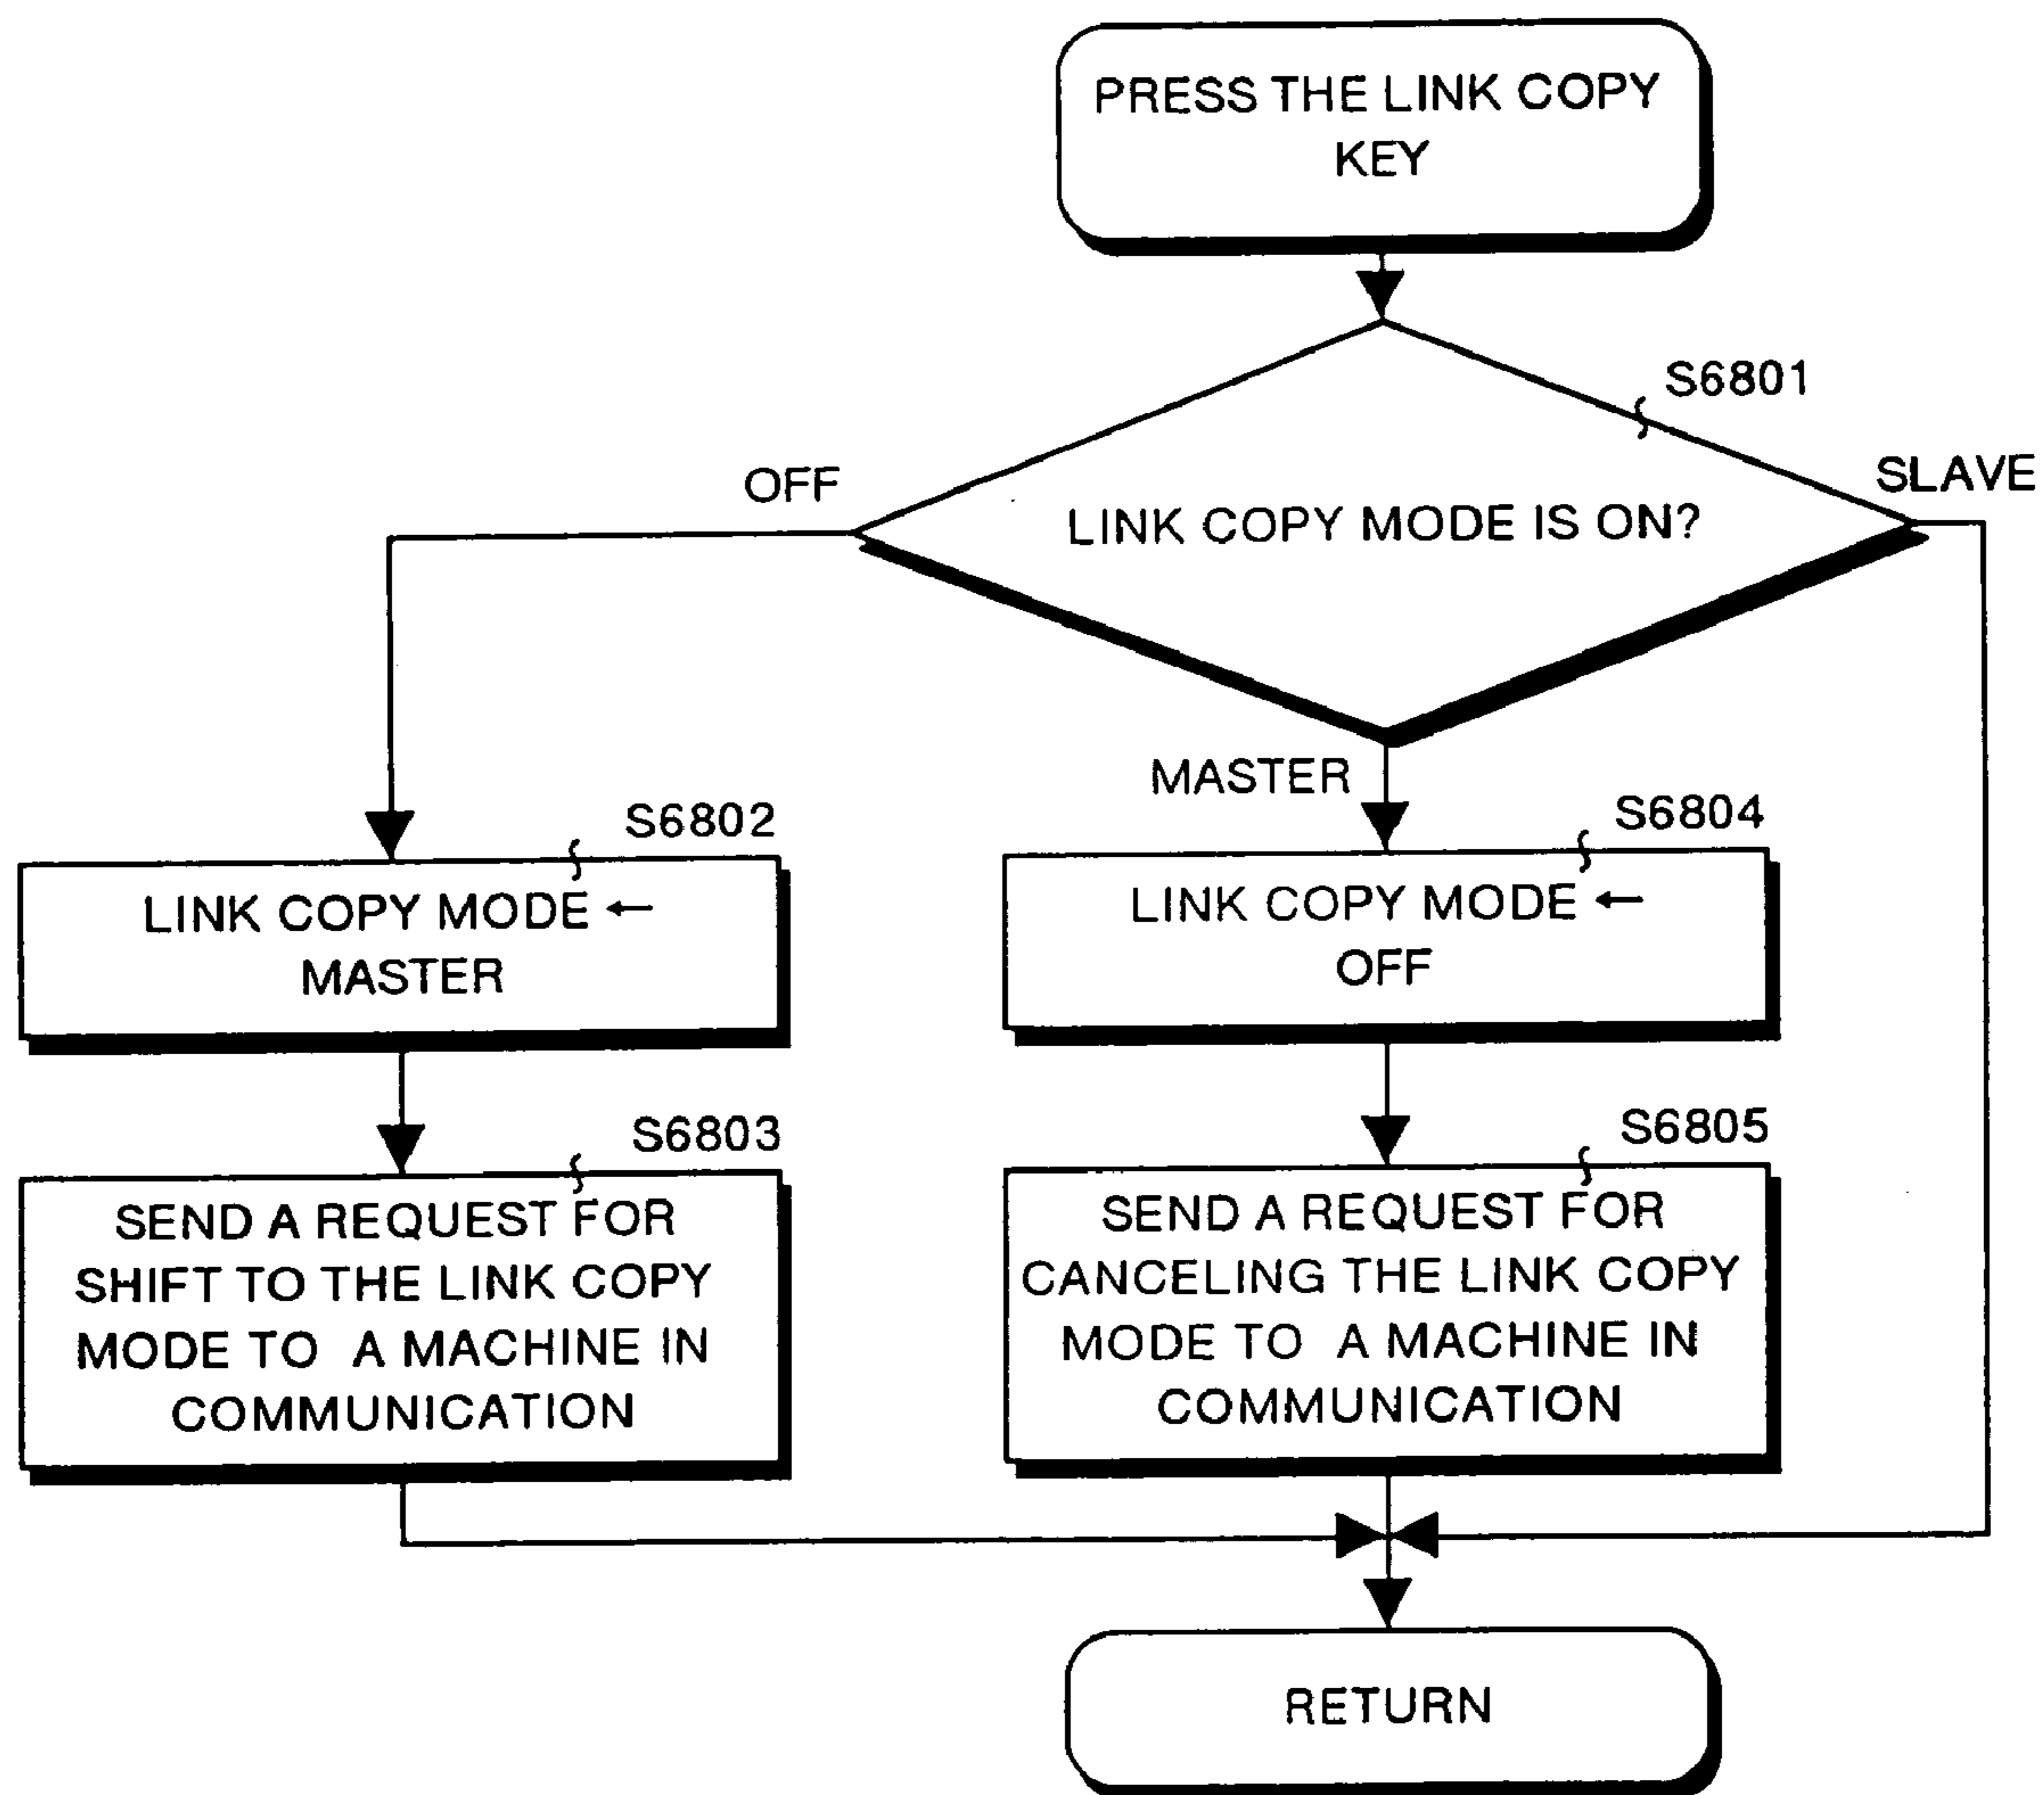 PRESS THE LINK COPY
KEY
S6801
OFF
SLAVE
LINK COPY MODE IS ON?
MASTER
S6802
LINK COPY MODE ←
MASTER
S6804
LINK COPY MODE ←
OFF
S6803
SEND A REQUEST FOR
SHIFT TO THE LINK COPY
MODE TO A MACHINE IN
COMMUNICATION
S6805
SEND A REQUEST FOR
CANCELING THE LINK COPY
MODE TO A MACHINE IN
COMMUNICATION
RETURN